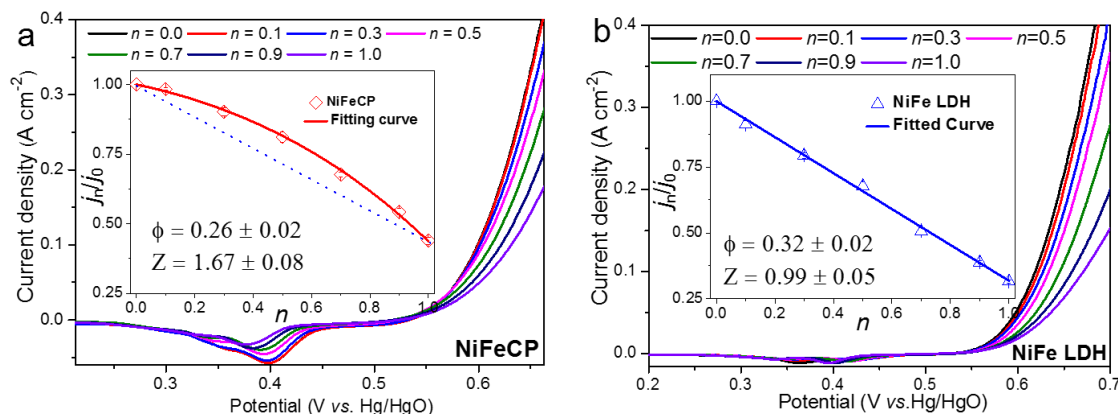 a
n = 0.0 n = 0.1 n = 0.3 n = 0.5
n = 0.7 n = 0.9 n = 1.0
NiFeCP
Fitting curve
ϕ = 0.26 ± 0.02
Z = 1.67 ± 0.08
jn/j0
1.00
0.75
0.50
0.25
0.0 0.2 0.4 0.6 0.8 1.0
n
Current density (A cm-2)
0.4
0.3
0.2
0.1
0.0
NiFeCP
0.3 0.4 0.5 0.6
Potential (V vs. Hg/HgO)
b
n=0.0 n=0.1 n=0.3 n=0.5
n=0.7 n=0.9 n=1.0
NiFe LDH
Fitted Curve
ϕ = 0.32 ± 0.02
Z = 0.99 ± 0.05
jn/j0
1.00
0.75
0.50
0.25
0.0 0.2 0.4 0.6 0.8 1.0
n
Current density (A cm-2)
0.4
0.3
0.2
0.1
0.0
NiFe LDH
0.2 0.3 0.4 0.5 0.6 0.7
Potential (V vs.Hg/HgO)